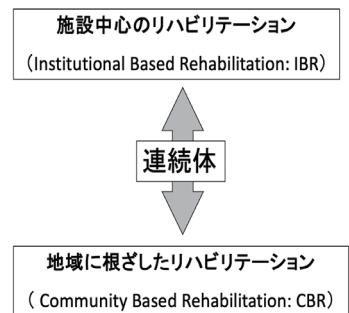 施設中心のリハビリテーション
（Institutional Based Rehabilitation: IBR）
連続体
地域に根ざしたリハビリテーション
（ Community Based Rehabilitation: CBR）